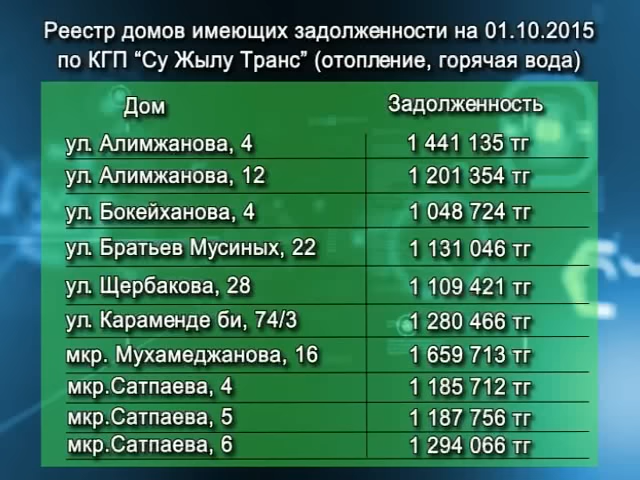 Реестр домов имеющих задолженности на 01.10.2015
по КГП “Су Жылу Транс” (отопление, горячая вода)
Дом Задолженность
ул. Алимжанова, 4 1 441 135 тг
ул. Алимжанова, 12 1 201 354 тг
ул. Бокейханова, 4 1 048 724 тг
ул. Братьев Мусиных, 22 1 131 046 тг
ул. Щербакова, 28 1 109 421 тг
ул. Караменде би, 74/3 1 280 466 тг
мкр. Мухамеджанова, 16 1 659 713 тг
мкр.Сатпаева, 4 1 185 712 тг
мкр.Сатпаева, 5 1 187 756 тг
мкр.Сатпаева, 6 1 294 066 тг